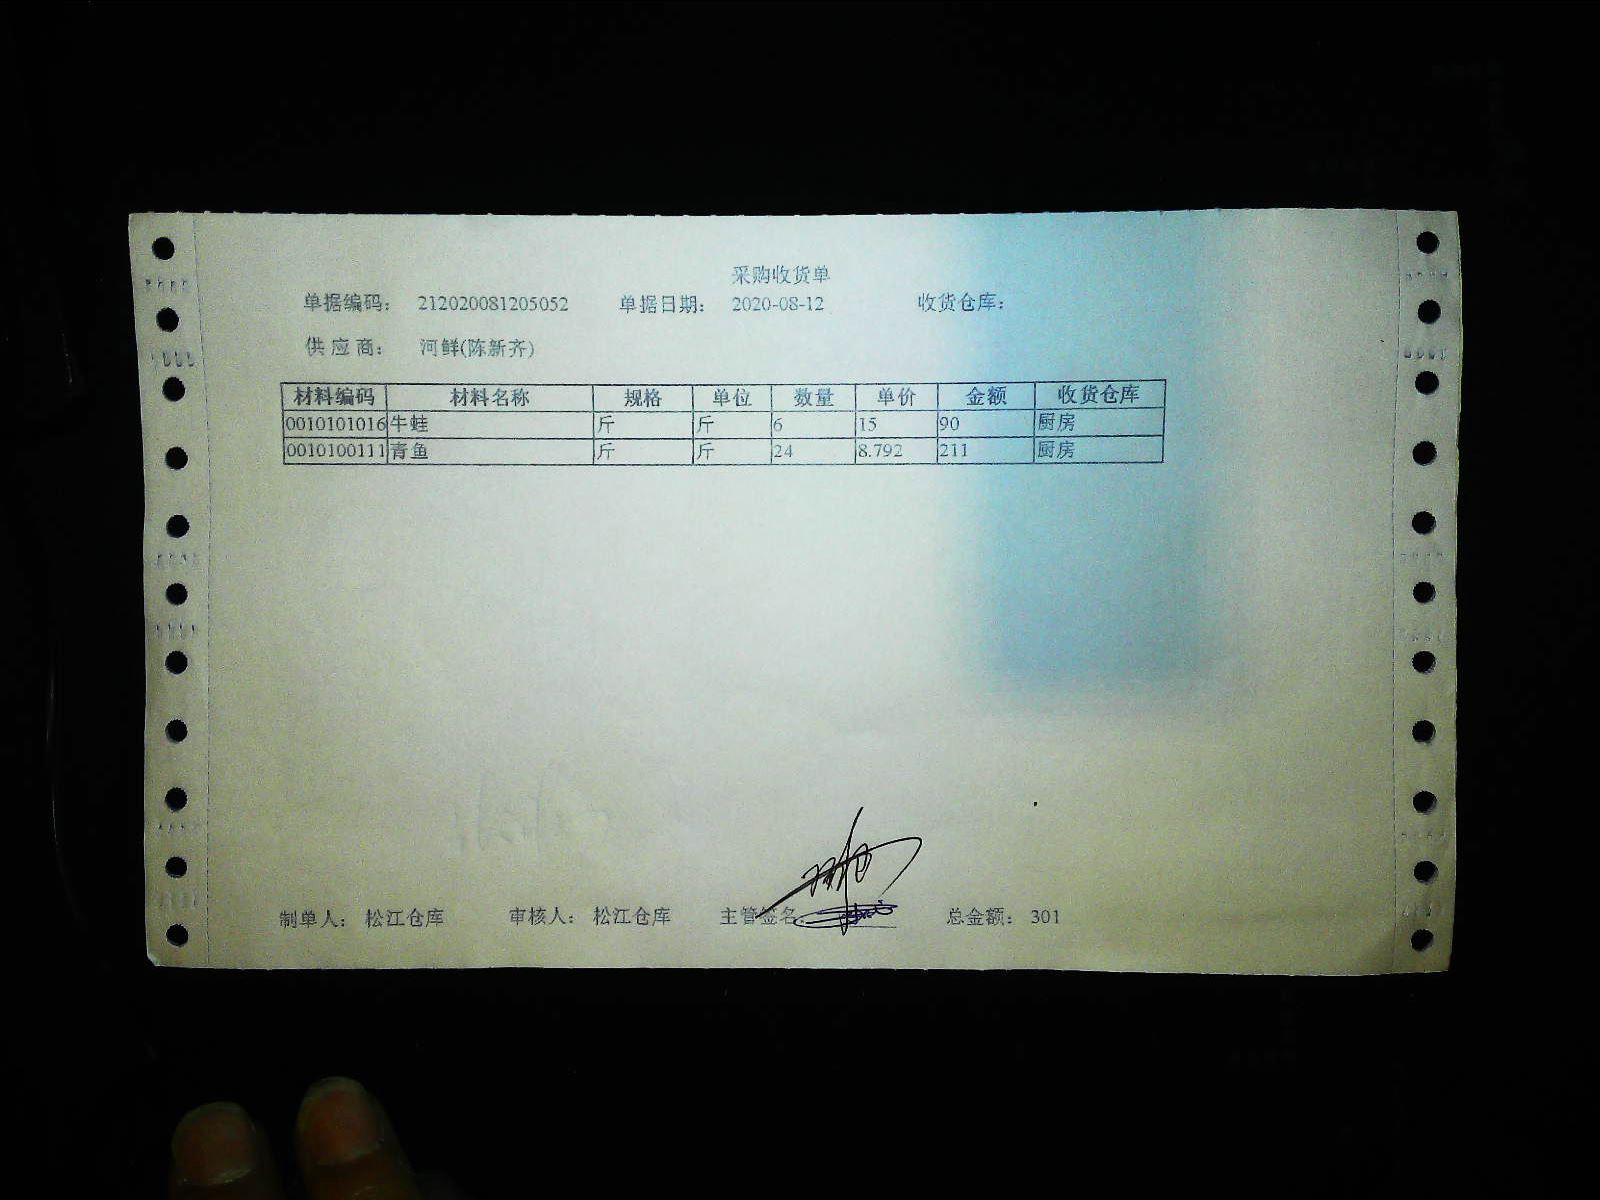 采购收货单
单据编码： 212020081205052 单据日期： 2020-08-12 收货仓库：
供应商： 河鲜(陈新齐)
材料编码 材料名称 规格 单位 数量 单价 金额 收货仓库
0010101016 牛蛙 斤 斤 6 15 90 厨房
0010100111 青鱼 斤 斤 24 8.792 211 厨房
制单人： 松江仓库 审核人： 松江仓库 主管签名： 总金额： 301